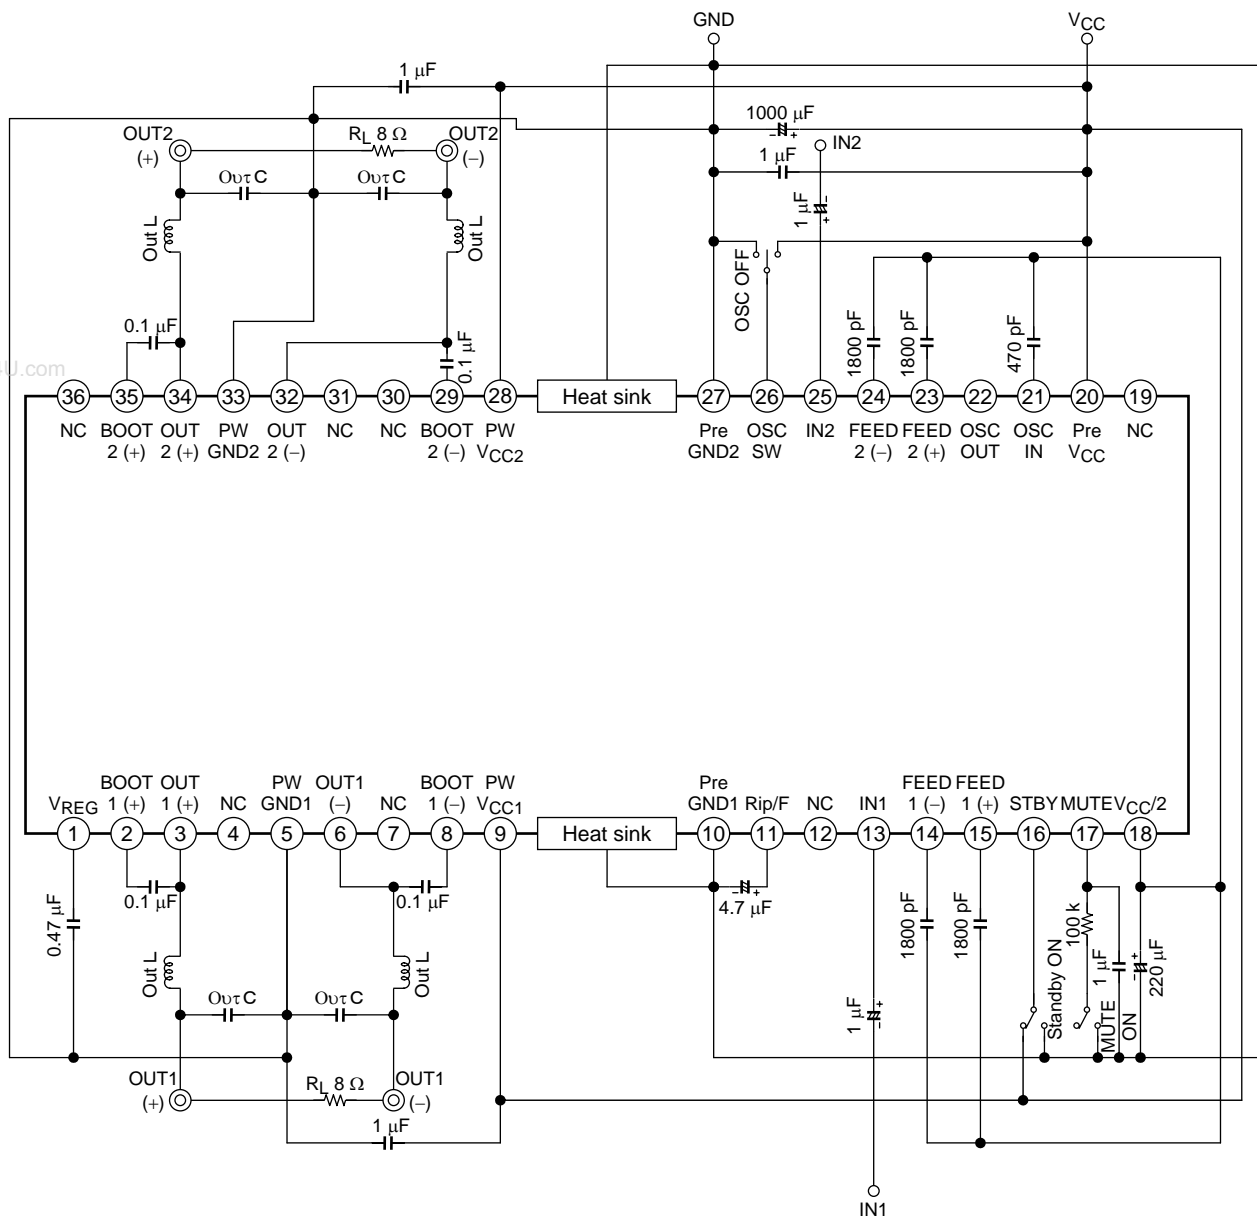 GND
VCC
1 µF
1000 µF
OUT2
(+)
RL 8 Ω
OUT2
(−)
IN2
1 µF
OυτC
OυτC
1 µF
Out L
Out L
OSC OFF
0.1 µF
0.1 µF
1800 pF
1800 pF
470 pF
4U.com
36
35
34
33
32
31
30
29
28
Heat sink
27
26
25
24
23
22
21
20
19
NC
BOOT
2 (+)
OUT
2 (+)
PW
GND2
OUT
2 (−)
NC
NC
BOOT
2 (−)
PW
VCC2
Pre
GND2
OSC
SW
IN2
FEED
2 (−)
FEED
2 (+)
OSC
OUT
OSC
IN
Pre
VCC
NC
VREG
BOOT
1 (+)
OUT
1 (+)
NC
PW
GND1
OUT1
(−)
NC
BOOT
1 (−)
PW
VCC1
Pre
GND1
Rip/F
NC
IN1
FEED
1 (−)
FEED
1 (+)
STBY
MUTE
VCC/2
1
2
3
4
5
6
7
8
9
Heat sink
10
11
12
13
14
15
16
17
18
0.47 µF
0.1 µF
0.1 µF
4.7 µF
1800 pF
1800 pF
100 k
1 µF
220 µF
Out L
Out L
OυτC
OυτC
1 µF
Standby ON
MUTE
ON
OUT1
(+)
RL 8 Ω
OUT1
(−)
1 µF
IN1